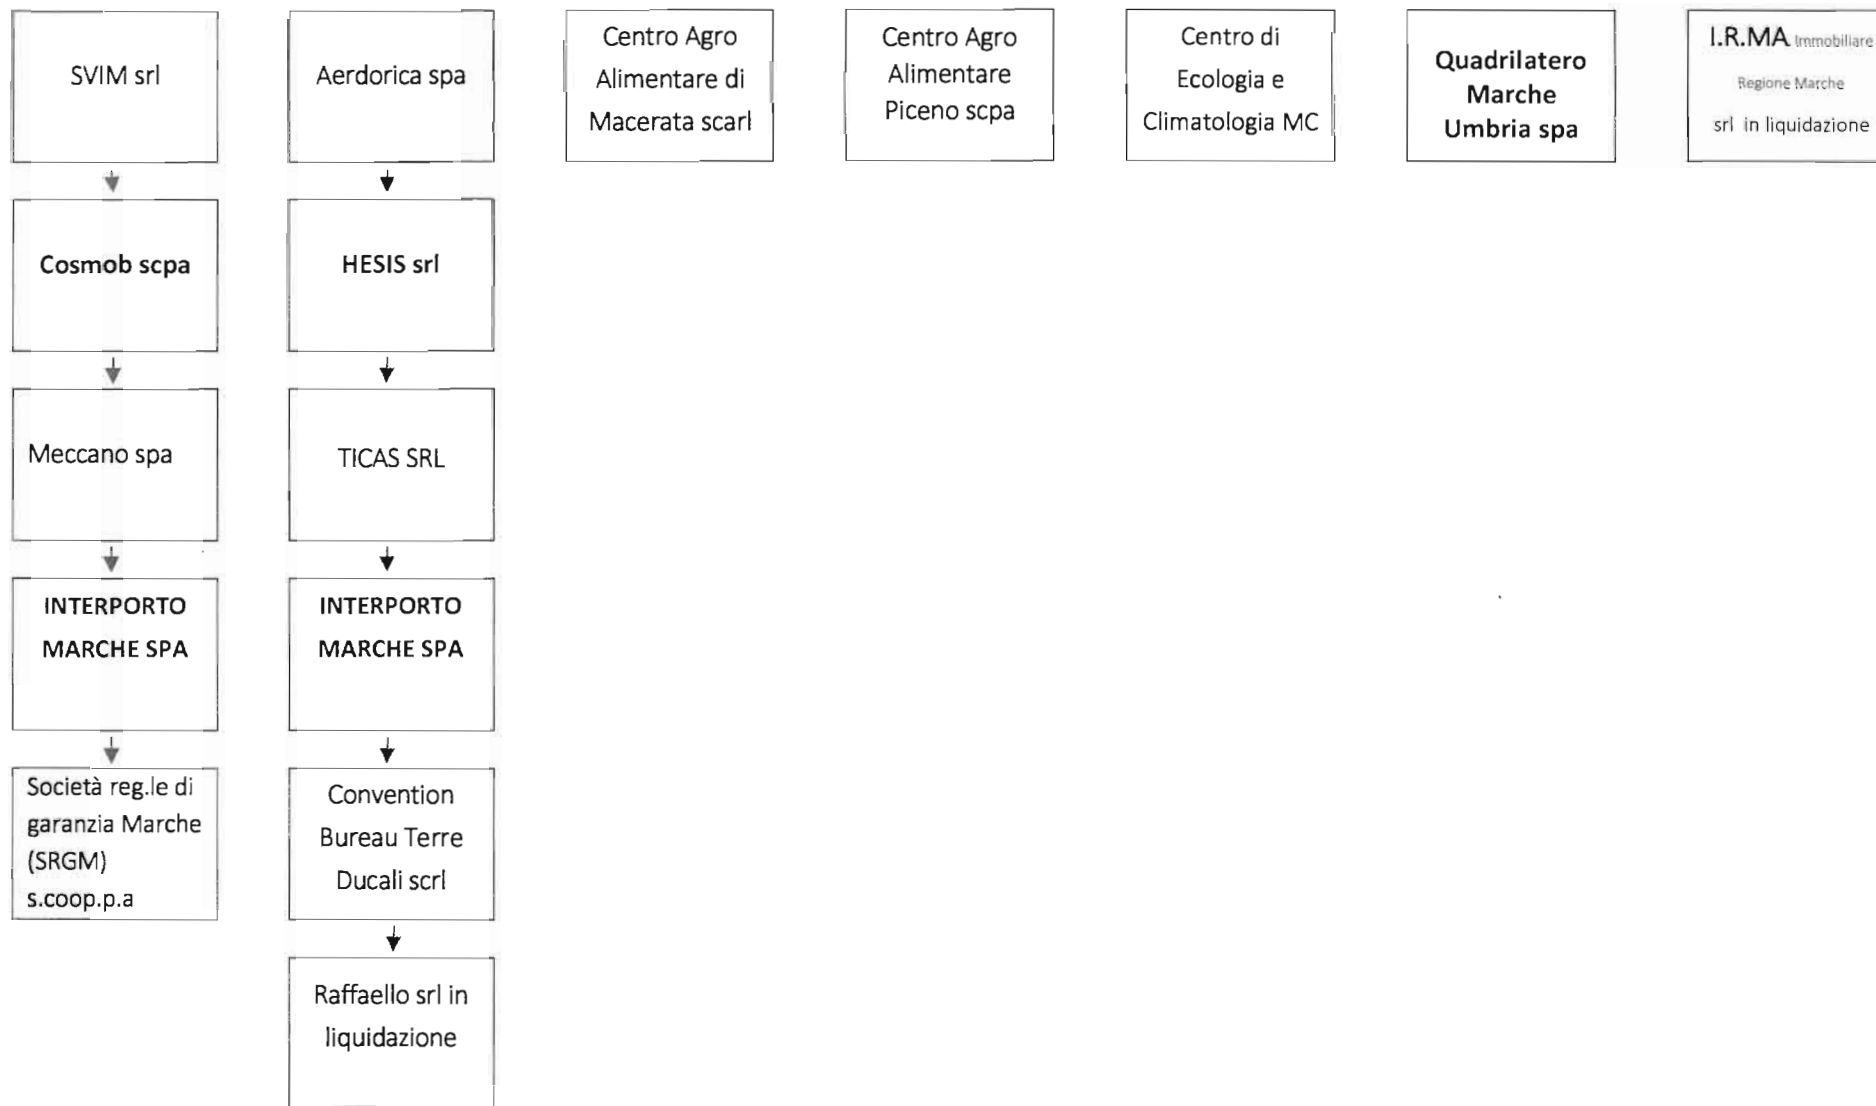 SVIM srl
Aerdorica spa
Centro Agro
Alimentare di
Macerata scarl
Centro Agro
Alimentare
Piceno scpa
Centro di
Ecologia e
Climatologia MC
Quadrilatero
Marche
Umbria spa
I.R.MA Immobiliare
Regione Marche
srl in liquidazione
Cosmob scpa
HESIS srl
Meccano spa
TICAS SRL
INTERPORTO
MARCHE SPA
INTERPORTO
MARCHE SPA
Società reg.le di
garanzia Marche
(SRGM)
s.coop.p.a
Convention
Bureau Terre
Ducali scrl
Raffaello srl in
liquidazione